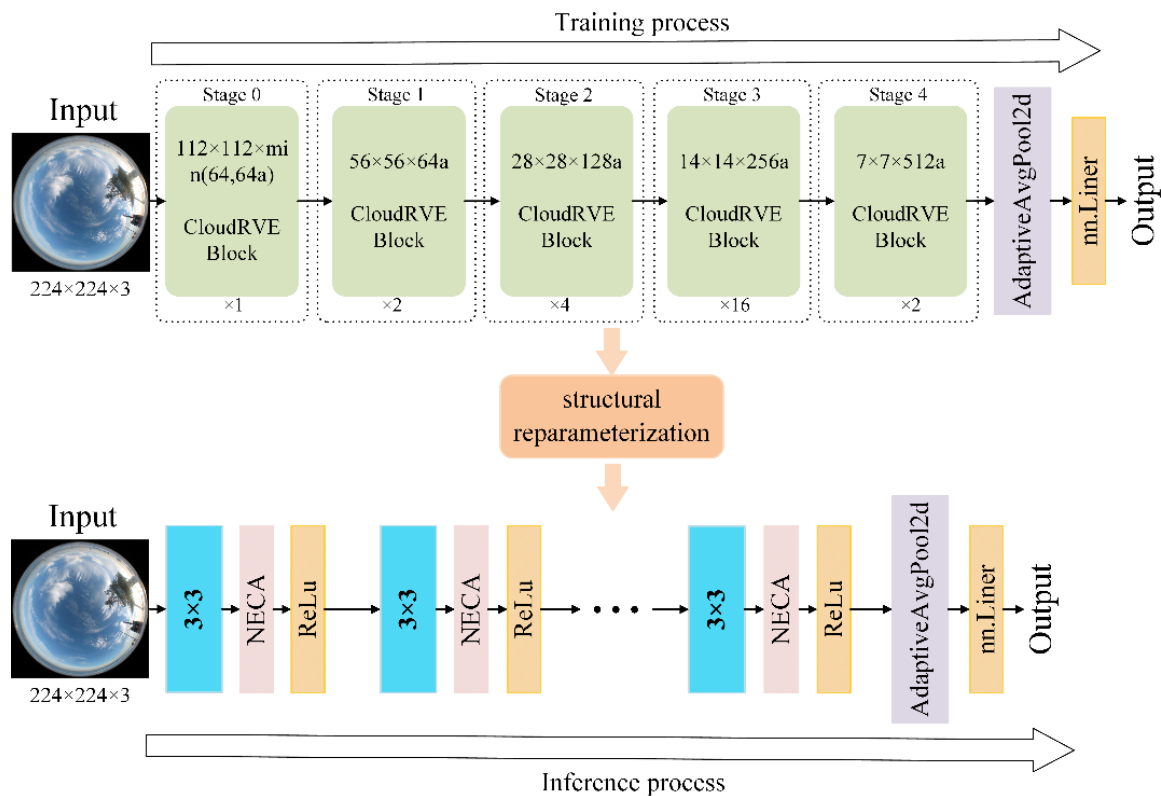 Training process
Input
224×224×3
Stage 0
112×112×mi
n(64,64a)
CloudRVE
Block
×1
Stage 1
56×56×64a
CloudRVE
Block
×2
Stage 2
28×28×128a
CloudRVE
Block
×4
Stage 3
14×14×256a
CloudRVE
Block
×16
Stage 4
7×7×512a
CloudRVE
Block
×2
AdaptiveAvgPool2d
nn.Liner
Output
structural
reparameterization
Input
224×224×3
3×3
NECA
ReLu
3×3
NECA
ReLu
3×3
NECA
ReLu
AdaptiveAvgPool2d
nn.Liner
Output
Inference process